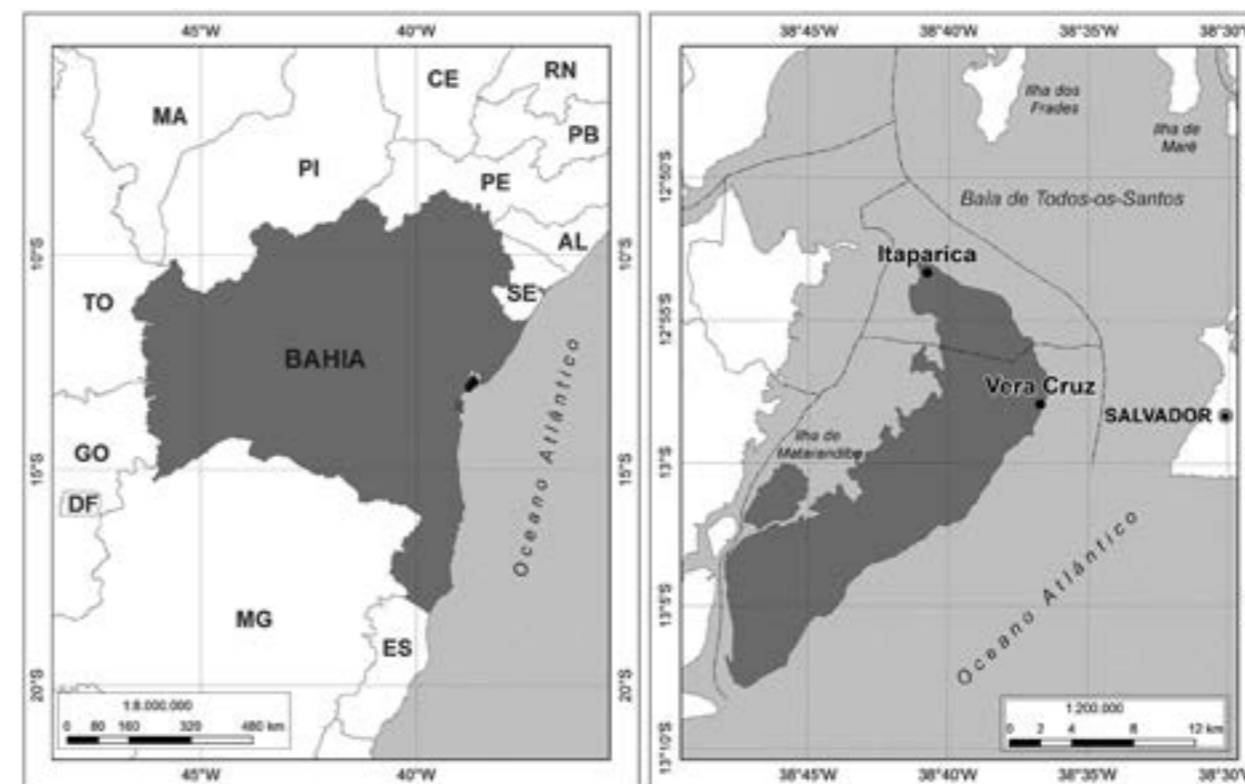 45°W
40°W
MA
CE
RN
PB
PI
PE
AL
SE
10°S
10°S
TO
BAHIA
Oceano Atlântico
GO
15°S
15°S
DF
MG
ES
20°S
20°S
1:8.000.000
0 80 160 320 480 km
45°W
40°W
38°45'W
38°40'W
38°35'W
38°30'
Ilha dos
Frades
Ilha de
Maré
12°50'S
Baía de Todos-os-Santos
Itaparica
12°55'S
Vera Cruz
SALVADOR
Ilha de
Matarandiba
13°S
Oceano Atlântico
13°5'S
1:200.000
0 2 4 8 12 km
13°10'S
38°45'W
38°40'W
38°35'W
38°30'